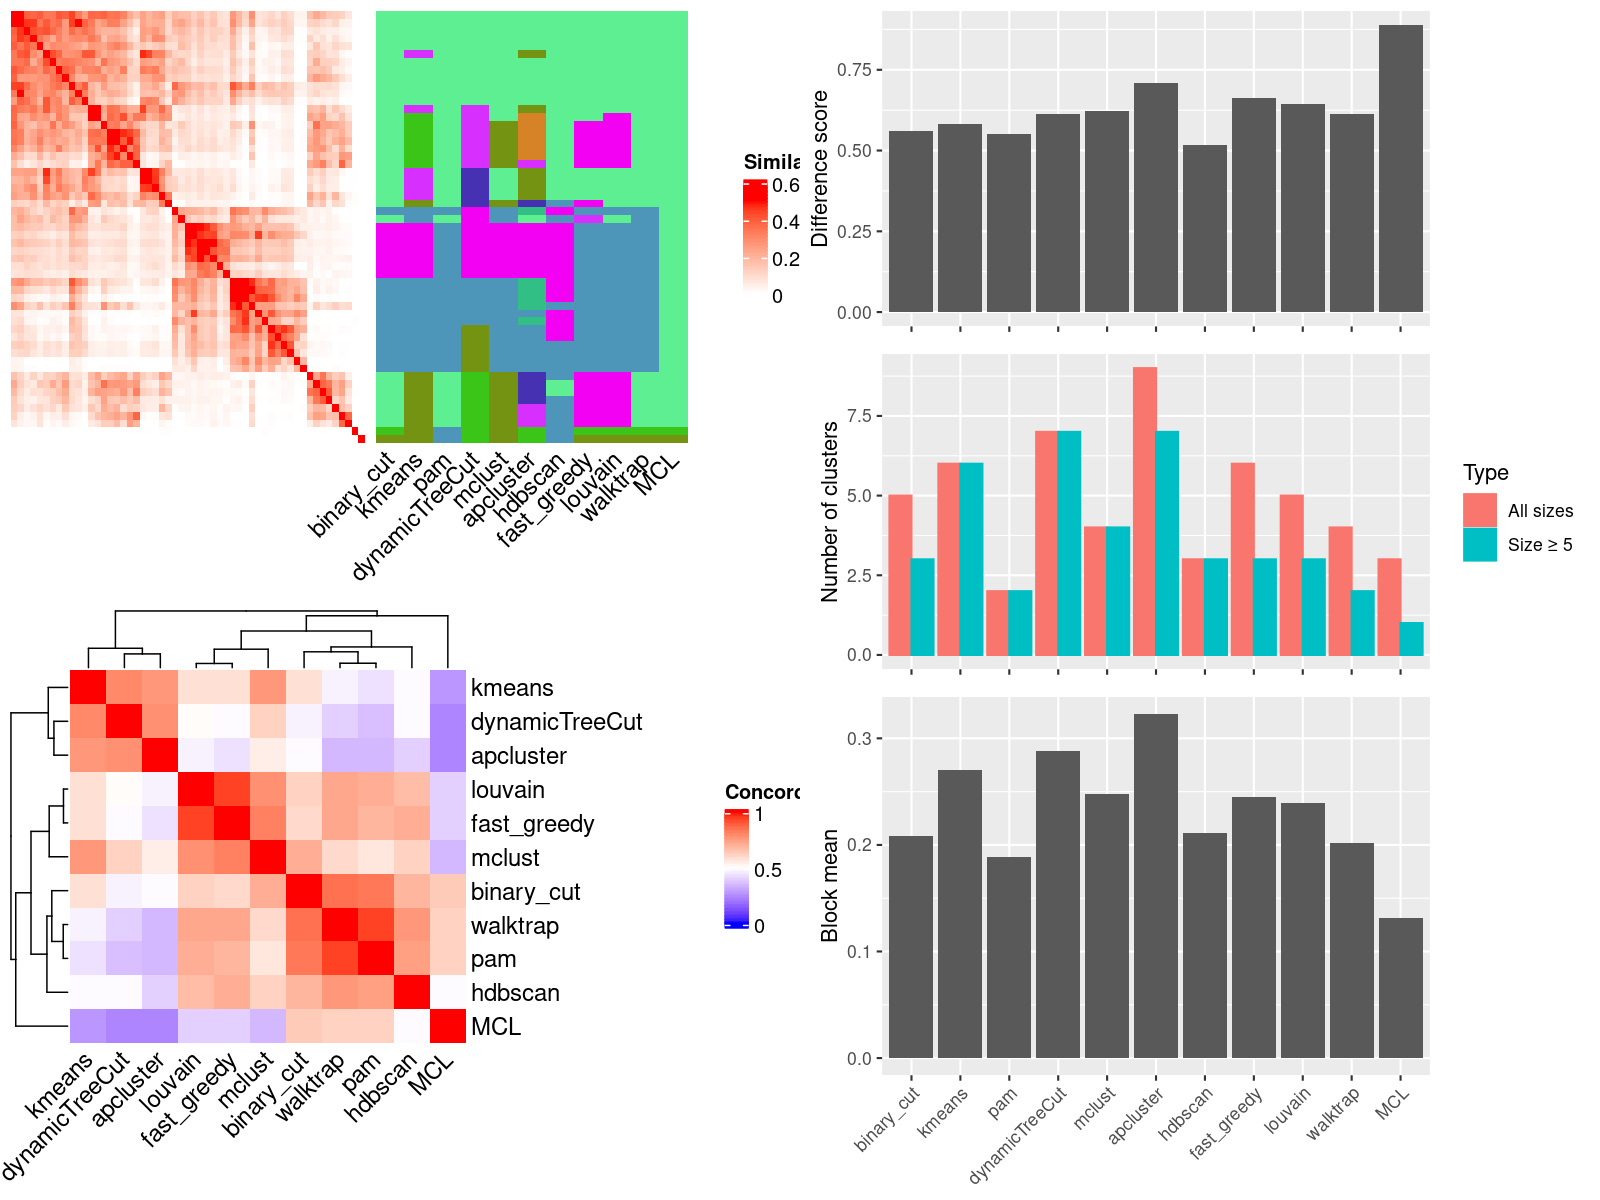 Simila
0.6
0.4
0.2
0
binary_cut
kmeans
pam
dynamicTreeCut
mclust
apcluster
hdbscan
fast_greedy
louvain
walktrap
MCL
kmeans
dynamicTreeCut
apcluster
louvain
fast_greedy
mclust
binary_cut
walktrap
pam
hdbscan
MCL
Concord
1
0.5
0
kmeans
dynamicTreeCut
apcluster
louvain
fast_greedy
mclust
binary_cut
walktrap
pam
hdbscan
MCL
Difference score
0.75
0.50
0.25
0.00
Number of clusters
7.5
5.0
2.5
0.0
Type
All sizes
Size ≥ 5
Block mean
0.3
0.2
0.1
0.0
binary_cut
kmeans
pam
dynamicTreeCut
mclust
apcluster
hdbscan
fast_greedy
louvain
walktrap
MCL